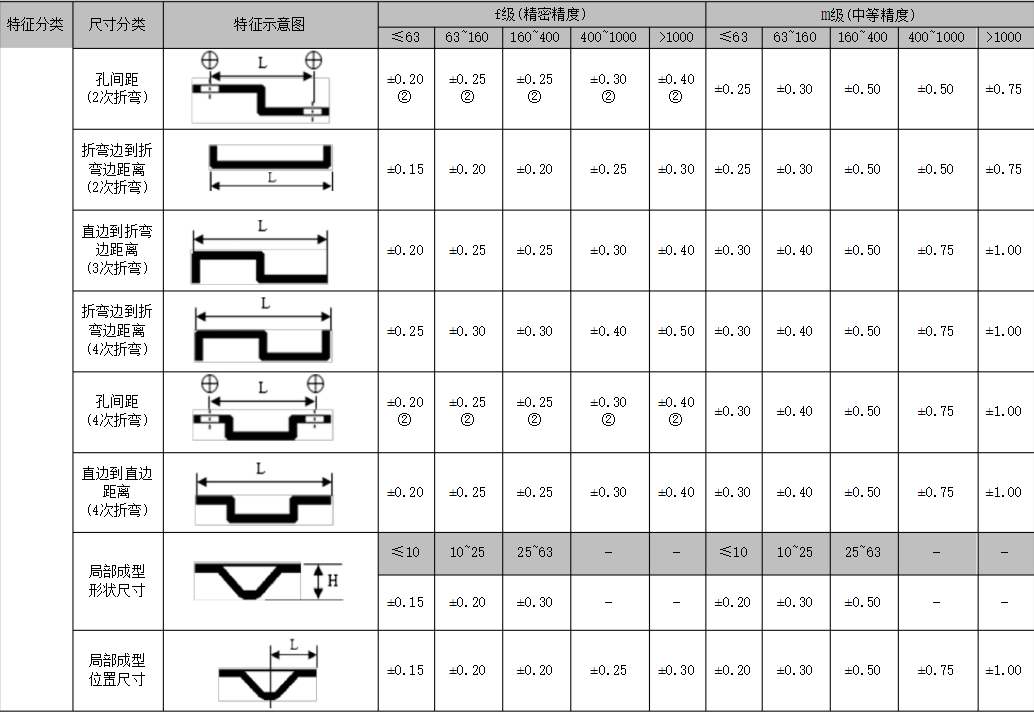 特征分类 尺寸分类 特征示意图 f级(精密精度) m级(中等精度)
≤63 63~160 160~400 400~1000 >1000 ≤63 63~160 160~400 400~1000 >1000
孔间距
(2次折弯)
L
±0.20 ② ±0.25 ② ±0.25 ② ±0.30 ② ±0.40 ② ±0.25 ±0.30 ±0.50 ±0.50 ±0.75
折弯边到折
弯边距离
(2次折弯)
L
±0.15 ±0.20 ±0.20 ±0.25 ±0.30 ±0.25 ±0.30 ±0.50 ±0.50 ±0.75
直边到折弯
边距离
(3次折弯)
L
±0.20 ±0.25 ±0.25 ±0.30 ±0.40 ±0.30 ±0.40 ±0.50 ±0.75 ±1.00
折弯边到折
弯边距离
(4次折弯)
L
±0.25 ±0.30 ±0.30 ±0.40 ±0.50 ±0.30 ±0.40 ±0.50 ±0.75 ±1.00
孔间距
(4次折弯)
L
±0.20 ② ±0.25 ② ±0.25 ② ±0.30 ② ±0.40 ② ±0.30 ±0.40 ±0.50 ±0.75 ±1.00
直边到直边
距离
(4次折弯)
L
±0.20 ±0.25 ±0.25 ±0.30 ±0.40 ±0.30 ±0.40 ±0.50 ±0.75 ±1.00
局部成型
形状尺寸
H
≤10 10~25 25~63 – – ≤10 10~25 25~63 – –
±0.15 ±0.20 ±0.30 – – ±0.20 ±0.30 ±0.50 – –
局部成型
位置尺寸
L
±0.15 ±0.20 ±0.20 ±0.25 ±0.30 ±0.20 ±0.30 ±0.50 ±0.75 ±1.00